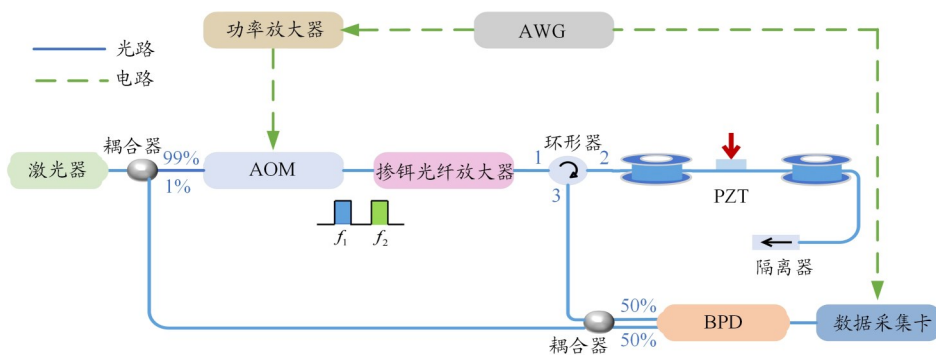 功率放大器
AWG
光路
电路
耦合器
99%
1%
激光器
AOM
掺铒光纤放大器
环形器
1
2
3
PZT
f1
f2
隔离器
50%
50%
耦合器
BPD
数据采集卡